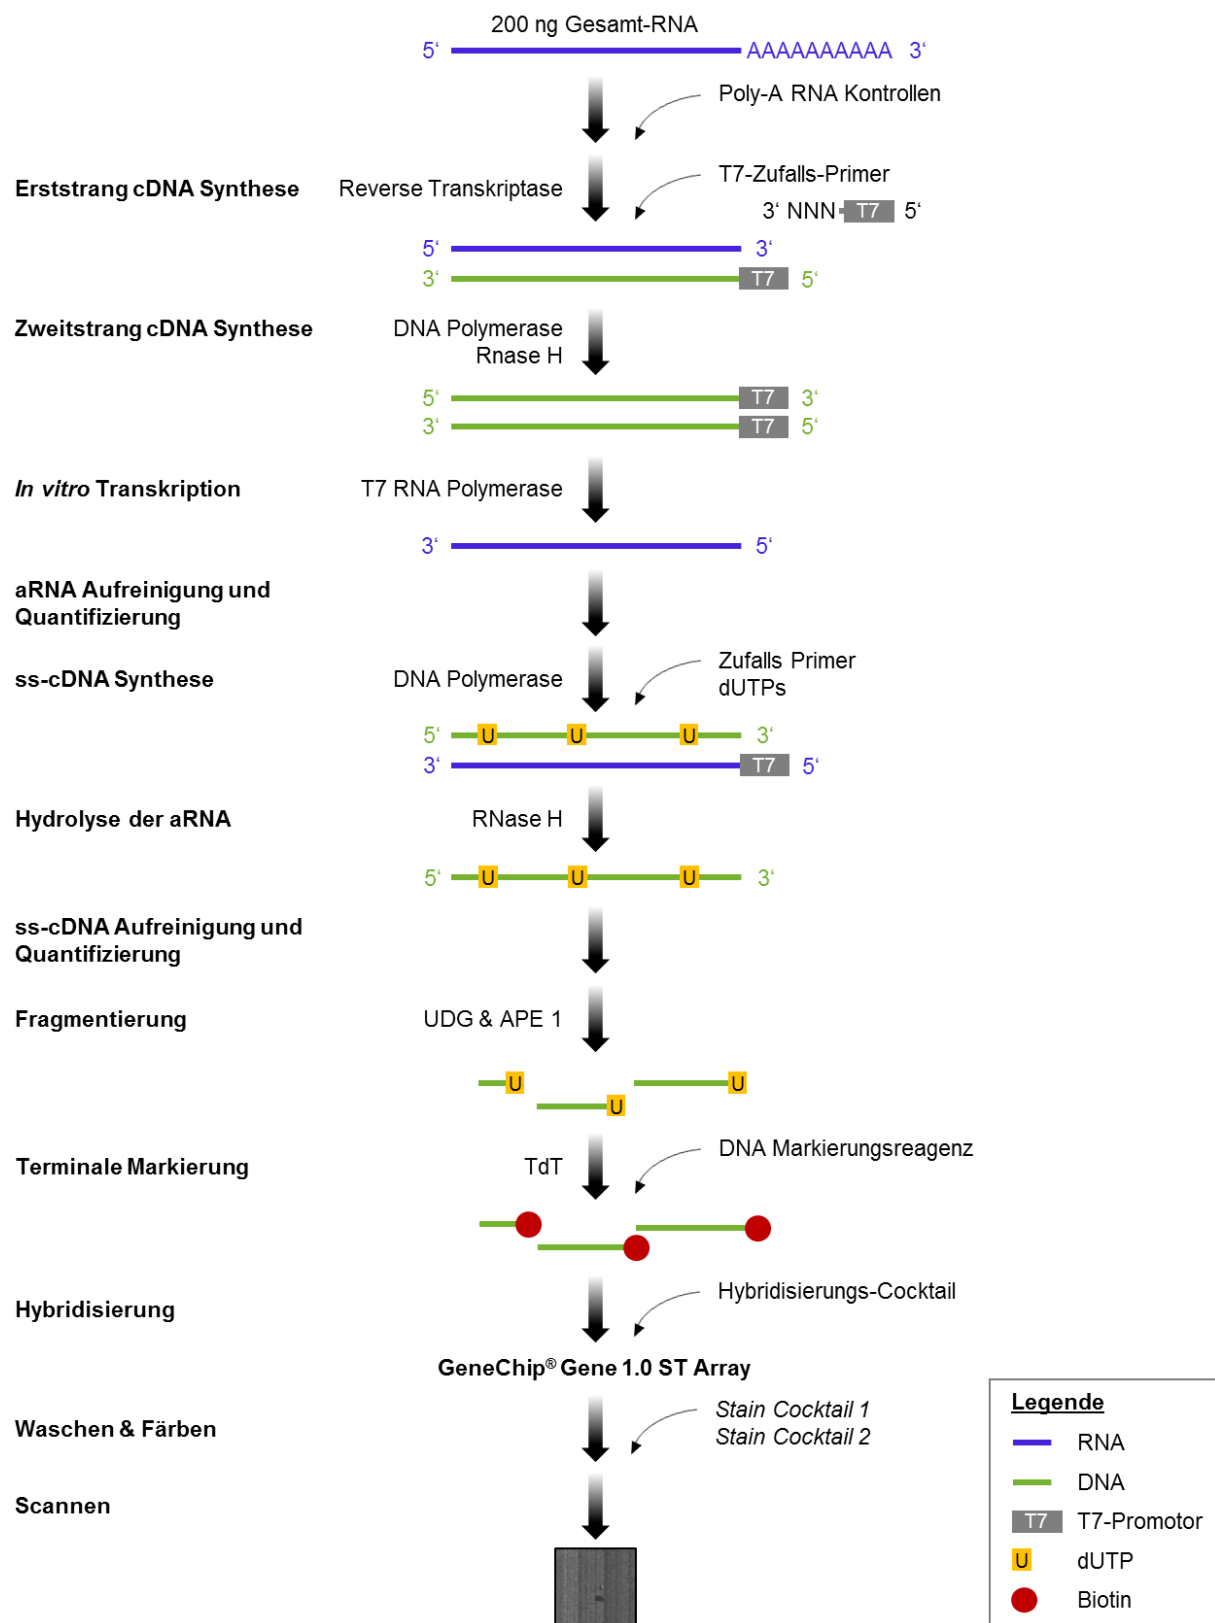 200 ng Gesamt-RNA
5‘ AAAAAAAAAA 3‘
Poly-A RNA Kontrollen
Erststrang cDNA Synthese Reverse Transkriptase T7-Zufalls-Primer
3‘ NNN T7 5‘
5‘ 3‘
3‘ T7 5‘
Zweitstrang cDNA Synthese DNA Polymerase
Rnase H
5‘ T7 3‘
3‘ T7 5‘
In vitro Transkription T7 RNA Polymerase
3‘ 5‘
aRNA Aufreinigung und
Quantifizierung
ss-cDNA Synthese DNA Polymerase Zufalls Primer
dUTPs
5‘ U U U 3‘
3‘ T7 5‘
Hydrolyse der aRNA RNase H
5‘ U U U 3‘
ss-cDNA Aufreinigung und
Quantifizierung
Fragmentierung UDG & APE 1
U U U
Terminale Markierung TdT DNA Markierungsreagenz
Hybridisierung Hybridisierungs-Cocktail
GeneChip® Gene 1.0 ST Array
Waschen & Färben Stain Cocktail 1
Stain Cocktail 2
Scannen
Legende
RNA
DNA
T7 T7-Promotor
U dUTP
Biotin